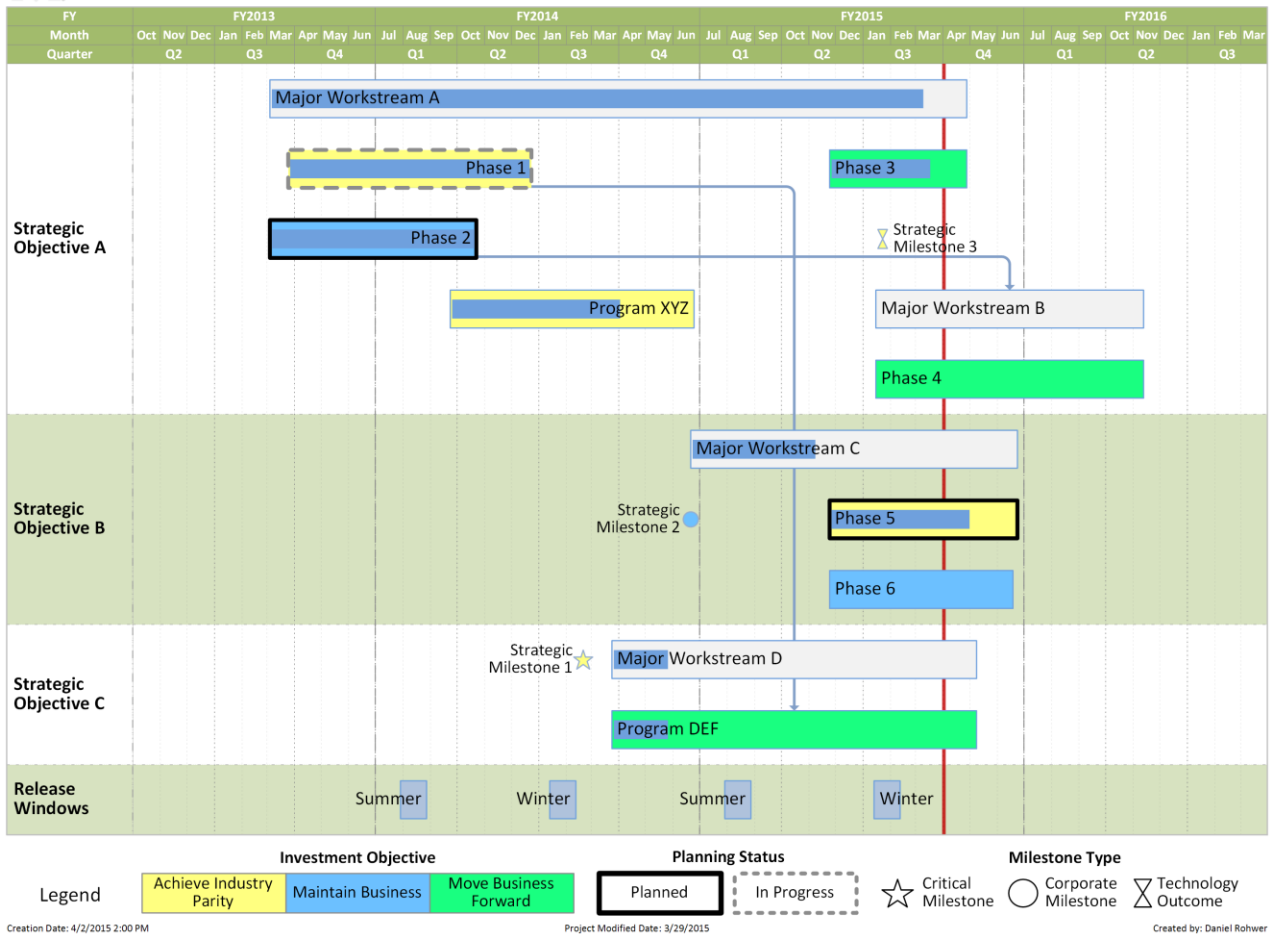 FY FY2013 FY2014 FY2015 FY2016
Month Oct Nov Dec Jan Feb Mar Apr May Jun Jul Aug Sep Oct Nov Dec Jan Feb Mar Apr May Jun Jul Aug Sep Oct Nov Dec Jan Feb Mar Apr May Jun Jul Aug Sep Oct Nov Dec Jan Feb Mar
Quarter Q2 Q3 Q4 Q1 Q2 Q3 Q4 Q1 Q2 Q3 Q4 Q1 Q2 Q3
Strategic
Objective A
Major Workstream A
Phase 1
Phase 3
Phase 2
Strategic
Milestone 3
Program XYZ
Major Workstream B
Phase 4
Strategic
Objective B
Major Workstream C
Strategic
Milestone 2
Phase 5
Phase 6
Strategic
Objective C
Strategic
Milestone 1
Major Workstream D
Program DEF
Release
Windows
Summer Winter Summer Winter
Investment Objective Planning Status Milestone Type
Legend
Achieve Industry
Parity
Maintain Business
Move Business
Forward
Planned
In Progress
Critical
Milestone
Corporate
Milestone
Technology
Outcome
Creation Date: 4/2/2015 2:00 PM Project Modified Date: 3/29/2015 Created by: Daniel Rohwer